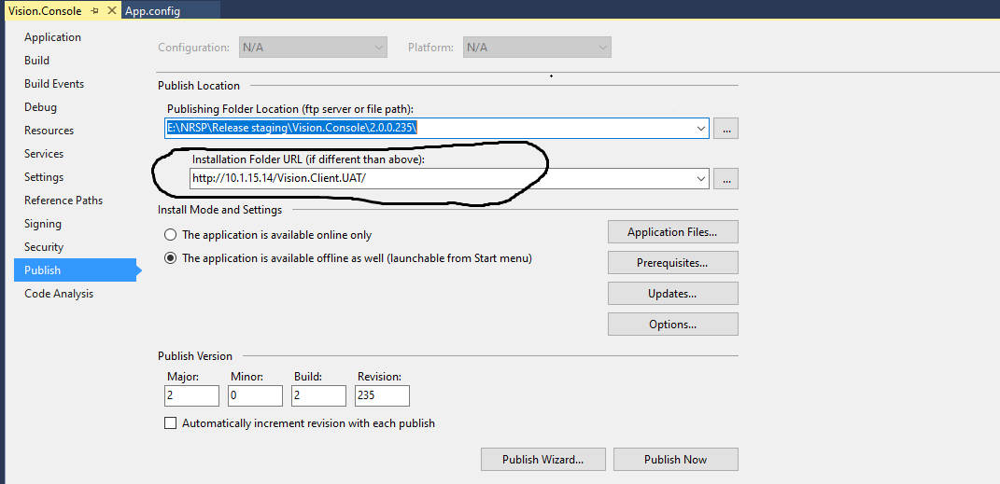 Vision.Console
App.config
Application
Build
Build Events
Debug
Resources
Services
Settings
Reference Paths
Signing
Security
Publish
Code Analysis
Configuration: N/A Platform: N/A
Publish Location
Publishing Folder Location (ftp server or file path):
E:\NRSP\Release staging\Vision.Console\2.0.0.235\
...
Installation Folder URL (if different than above):
http://10.1.15.14/Vision.Client.UAT/
...
Install Mode and Settings
The application is available online only
The application is available offline as well (launchable from Start menu)
Application Files...
Prerequisites...
Updates...
Options...
Publish Version
Major: Minor: Build: Revision:
2 0 2 235
Automatically increment revision with each publish
Publish Wizard... Publish Now